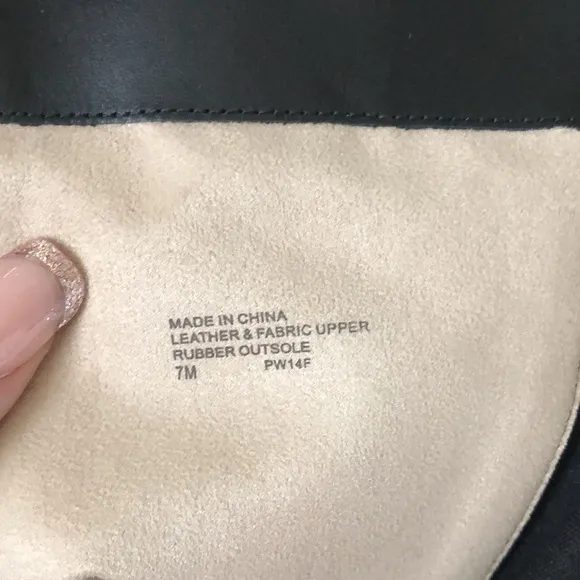 MADE IN CHINA
LEATHER & FABRIC UPPER
RUBBER OUTSOLE
7M PW14F